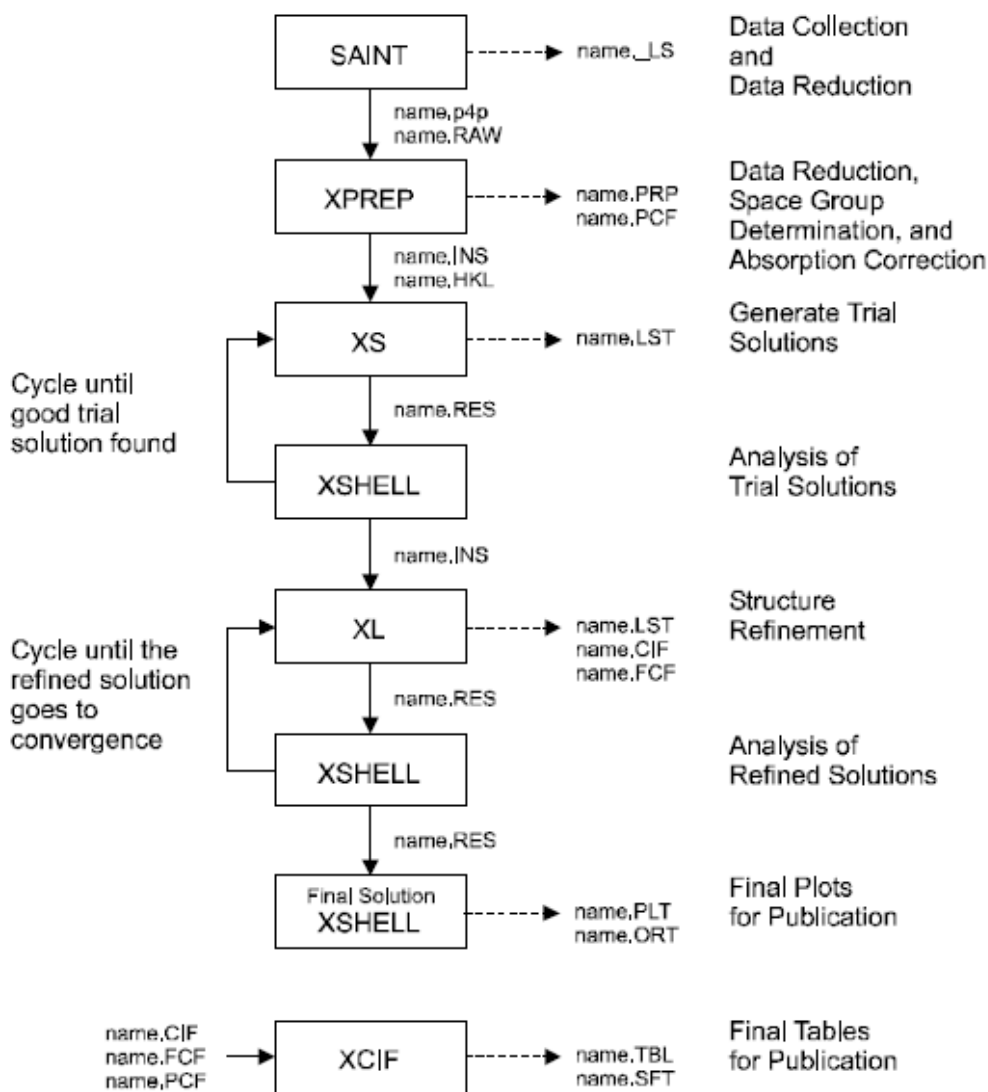 SAINT
name._LS
Data Collection
and
Data Reduction
name.p4p
name.RAW
XPREP
name.PRP
name.PCF
Data Reduction,
Space Group
Determination, and
Absorption Correction
name.INS
name.HKL
XS
name.LST
Generate Trial
Solutions
Cycle until
good trial
solution found
name.RES
XSHELL
Analysis of
Trial Solutions
name.INS
XL
name.LST
name.CIF
name.FCF
Structure
Refinement
Cycle until the
refined solution
goes to
convergence
name.RES
XSHELL
Analysis of
Refined Solutions
name.RES
Final Solution
XSHELL
name.PLT
name.ORT
Final Plots
for Publication
name.CIF
name.FCF
name.PCF
XCIF
name.TBL
name.SFT
Final Tables
for Publication